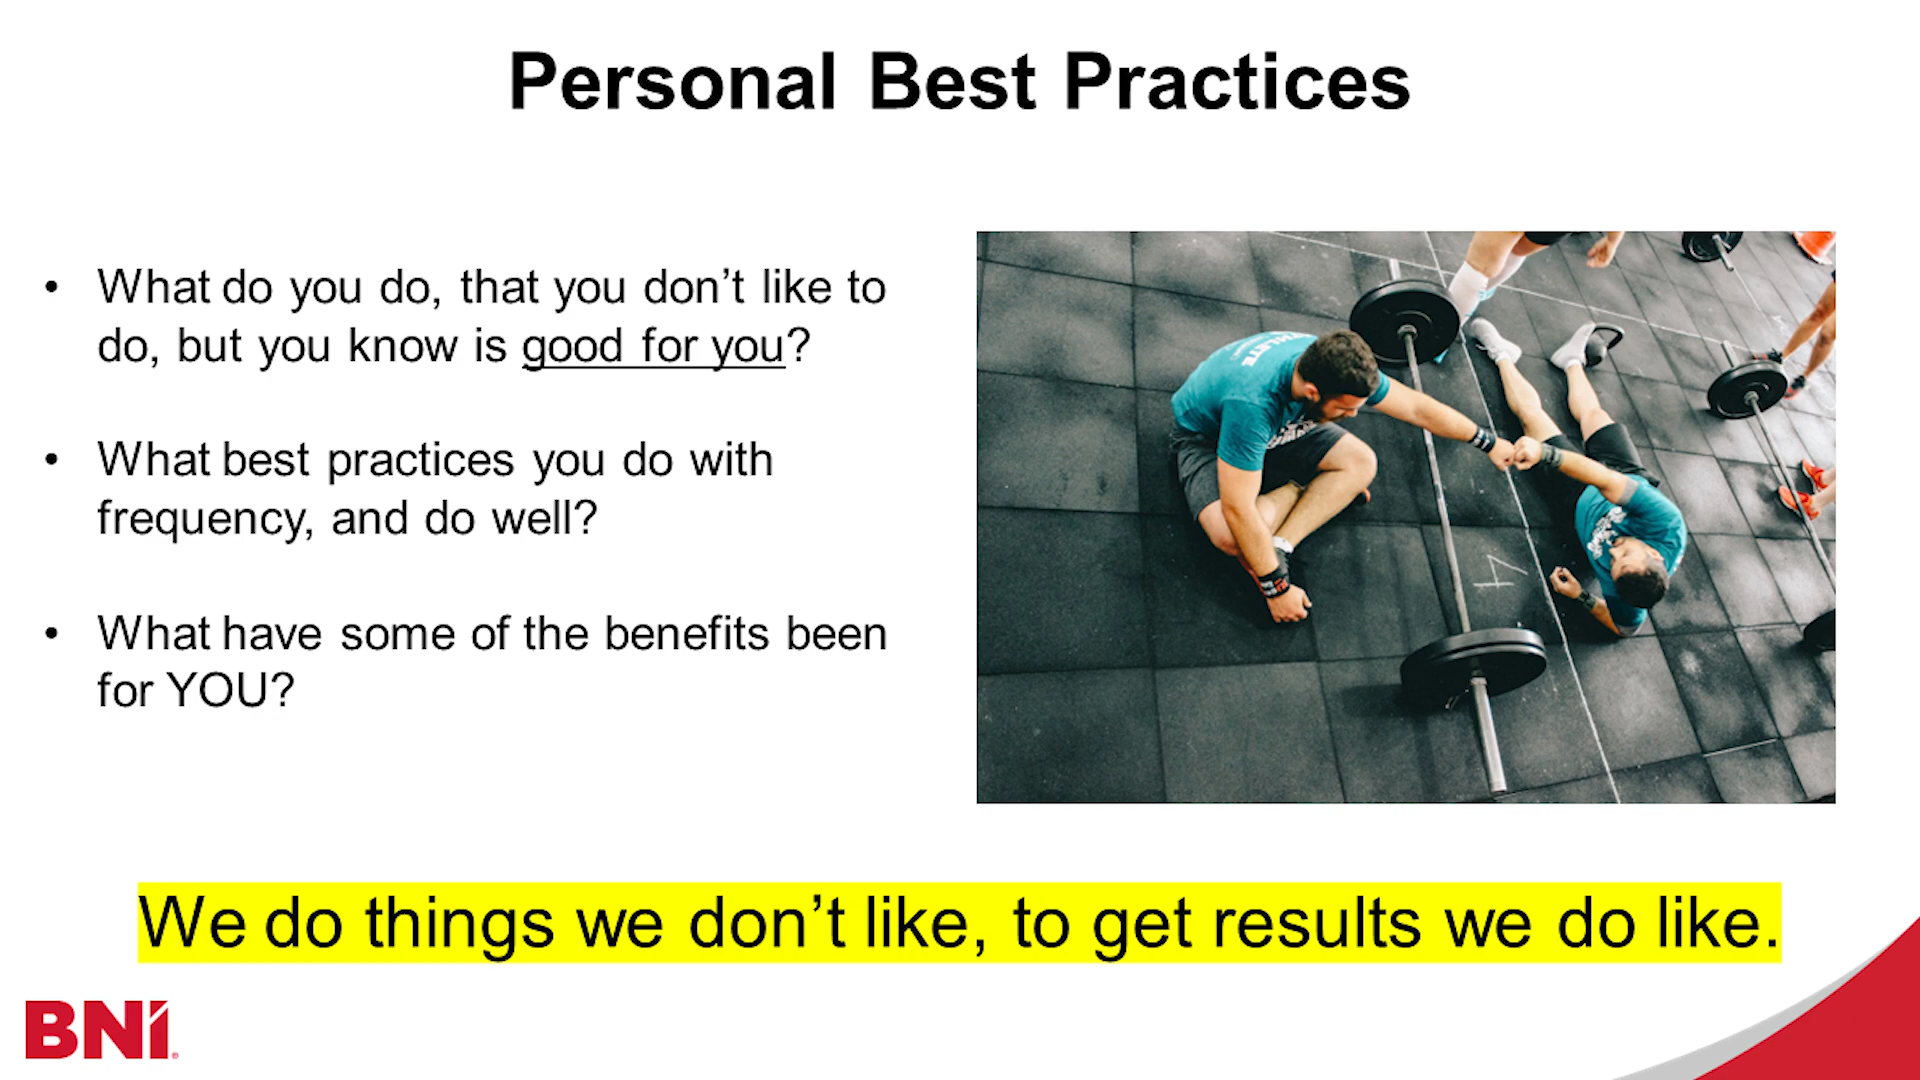 Personal Best Practices
• What do you do, that you don’t like to
do, but you know is good for you?
• What best practices you do with
frequency, and do well?
• What have some of the benefits been
for YOU?
4
We do things we don’t like, to get results we do like.
BNI®